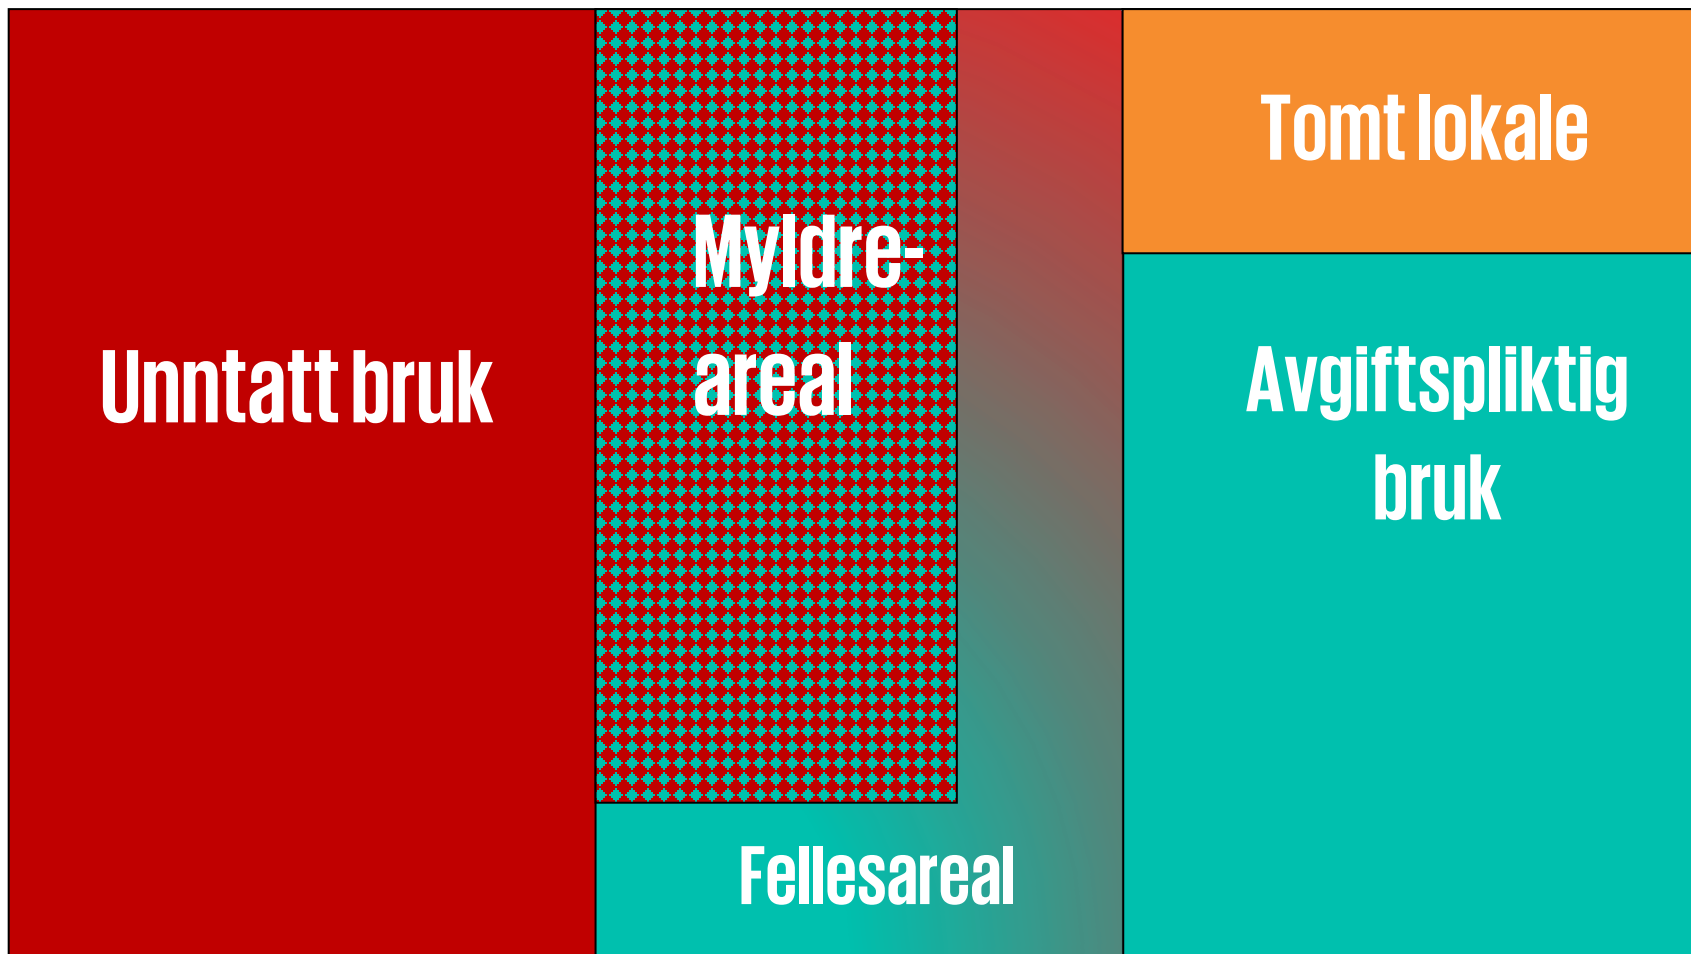 Unntatt bruk
Myldre-
areal
Fellesareal
Tomt lokale
Avgiftspliktig
bruk